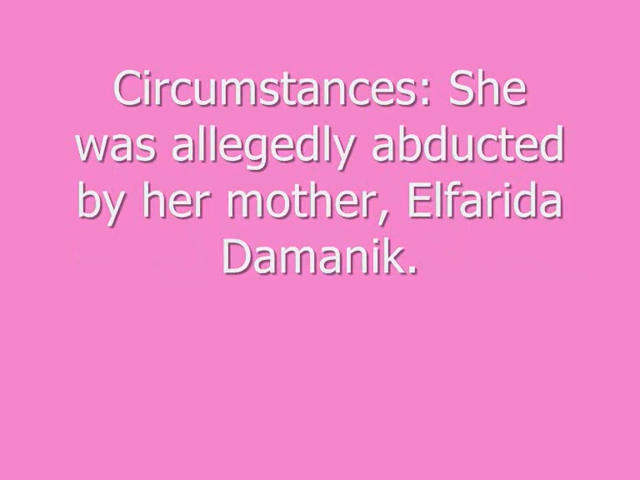 Circumstances: She
was allegedly abducted
by her mother, Elfarida
Damanik.